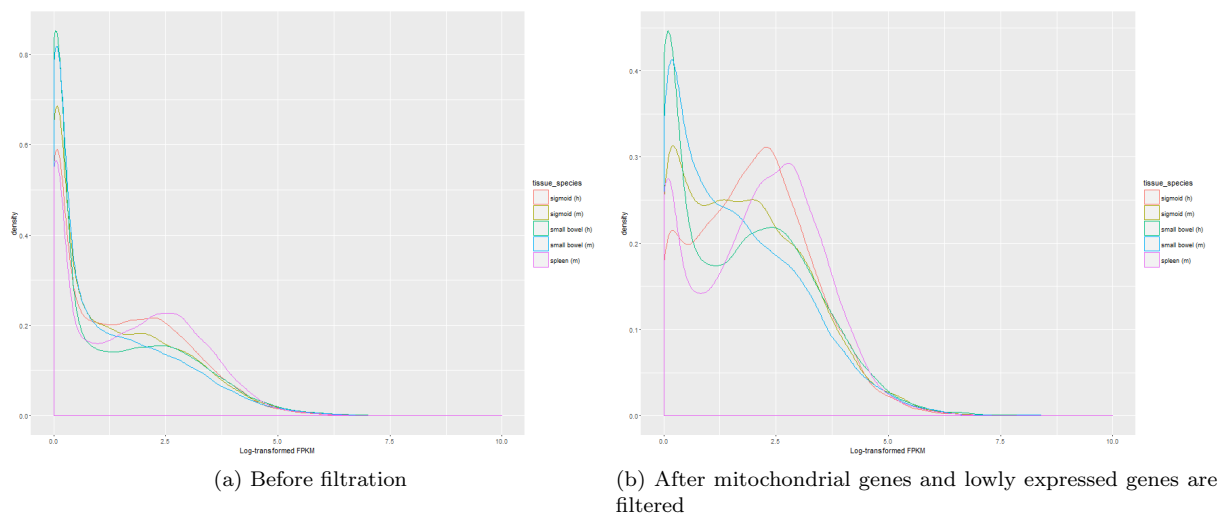 0.8
0.6
0.4
0.2
0.0
density
0.0 2.5 5.0 7.5 10.0
Log-transformed FPKM
tissue_species
sigmoid (h)
sigmoid (m)
small bowel (h)
small bowel (m)
spleen (m)
(a) Before filtration
0.4
0.3
0.2
0.1
0.0
density
0.0 2.5 5.0 7.5 10.0
Log-transformed FPKM
tissue_species
sigmoid (h)
sigmoid (m)
small bowel (h)
small bowel (m)
spleen (m)
(b) After mitochondrial genes and lowly expressed genes are
filtered